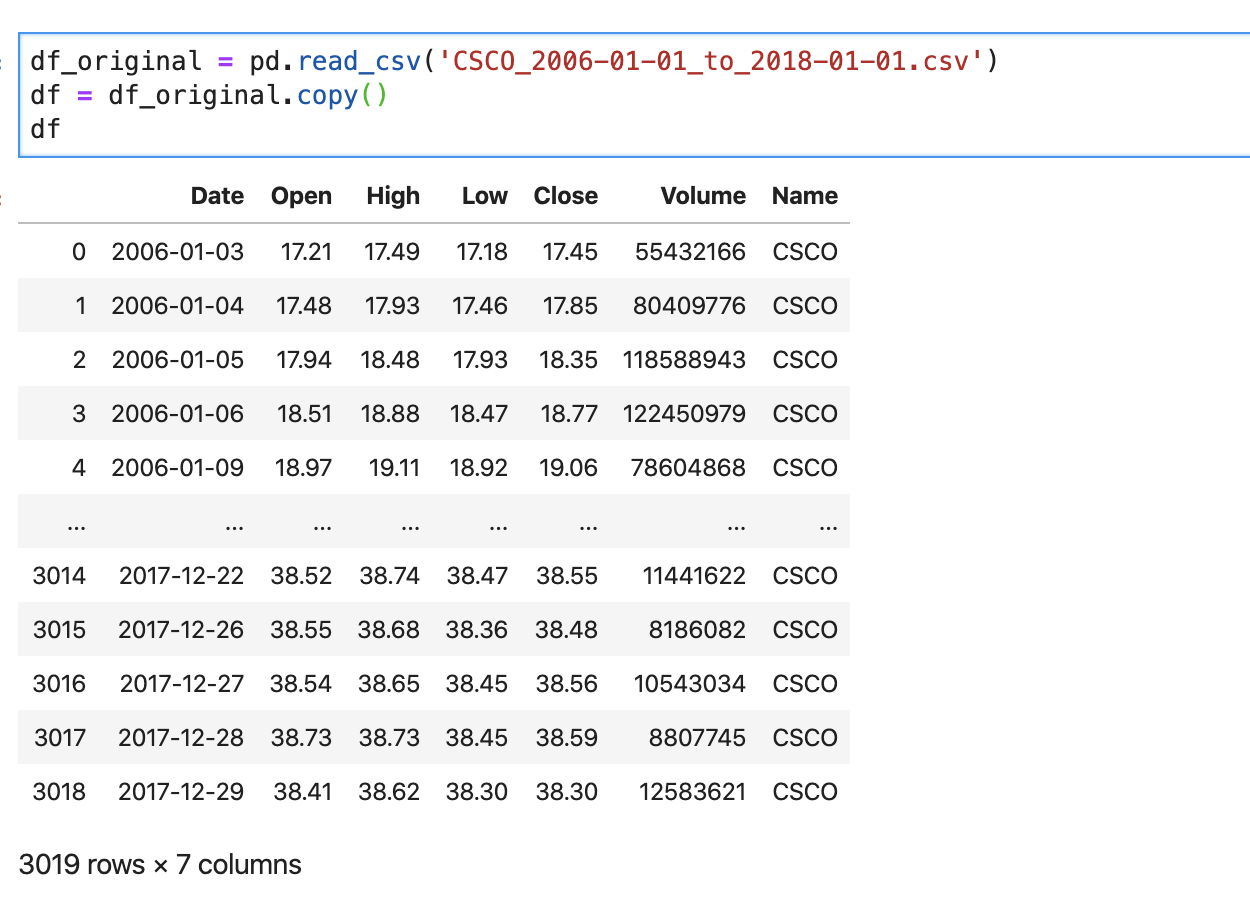 df_original = pd.read_csv('CSCO_2006-01-01_to_2018-01-01.csv')
df = df_original.copy()
df
Date Open High Low Close Volume Name
0 2006-01-03 17.21 17.49 17.18 17.45 55432166 CSCO
1 2006-01-04 17.48 17.93 17.46 17.85 80409776 CSCO
2 2006-01-05 17.94 18.48 17.93 18.35 118588943 CSCO
3 2006-01-06 18.51 18.88 18.47 18.77 122450979 CSCO
4 2006-01-09 18.97 19.11 18.92 19.06 78604868 CSCO
... ... ... ... ... ... ... ...
3014 2017-12-22 38.52 38.74 38.47 38.55 11441622 CSCO
3015 2017-12-26 38.55 38.68 38.36 38.48 8186082 CSCO
3016 2017-12-27 38.54 38.65 38.45 38.56 10543034 CSCO
3017 2017-12-28 38.73 38.73 38.45 38.59 8807745 CSCO
3018 2017-12-29 38.41 38.62 38.30 38.30 12583621 CSCO
3019 rows × 7 columns